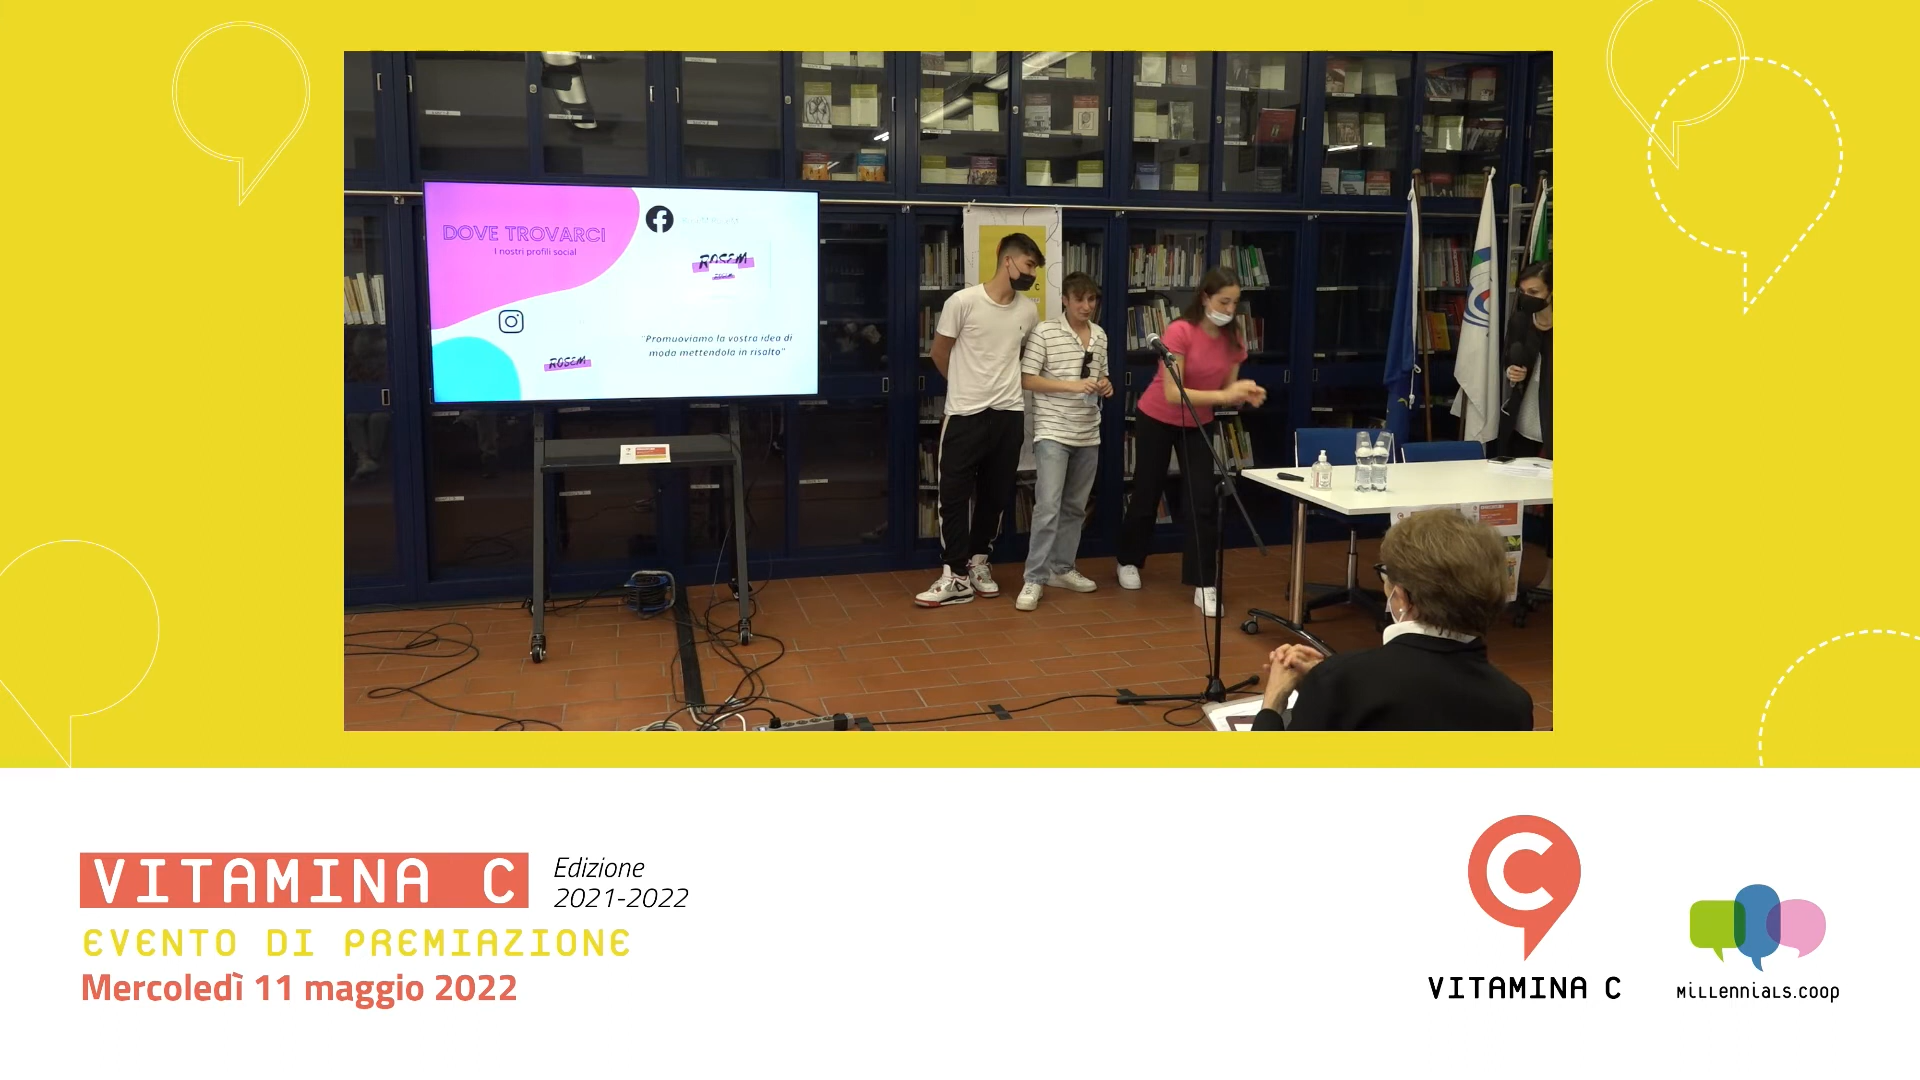 DOVE TROVARCI
I nostri profili social
ROSEM
ROSEM
"Promuoviamo la vostra idea di
moda mettendola in risalto"
VITAMINA C
Edizione
2021-2022
EVENTO DI PREMIAZIONE
Mercoledì 11 maggio 2022
C
VITAMINA C
MiLLenniALS.coop